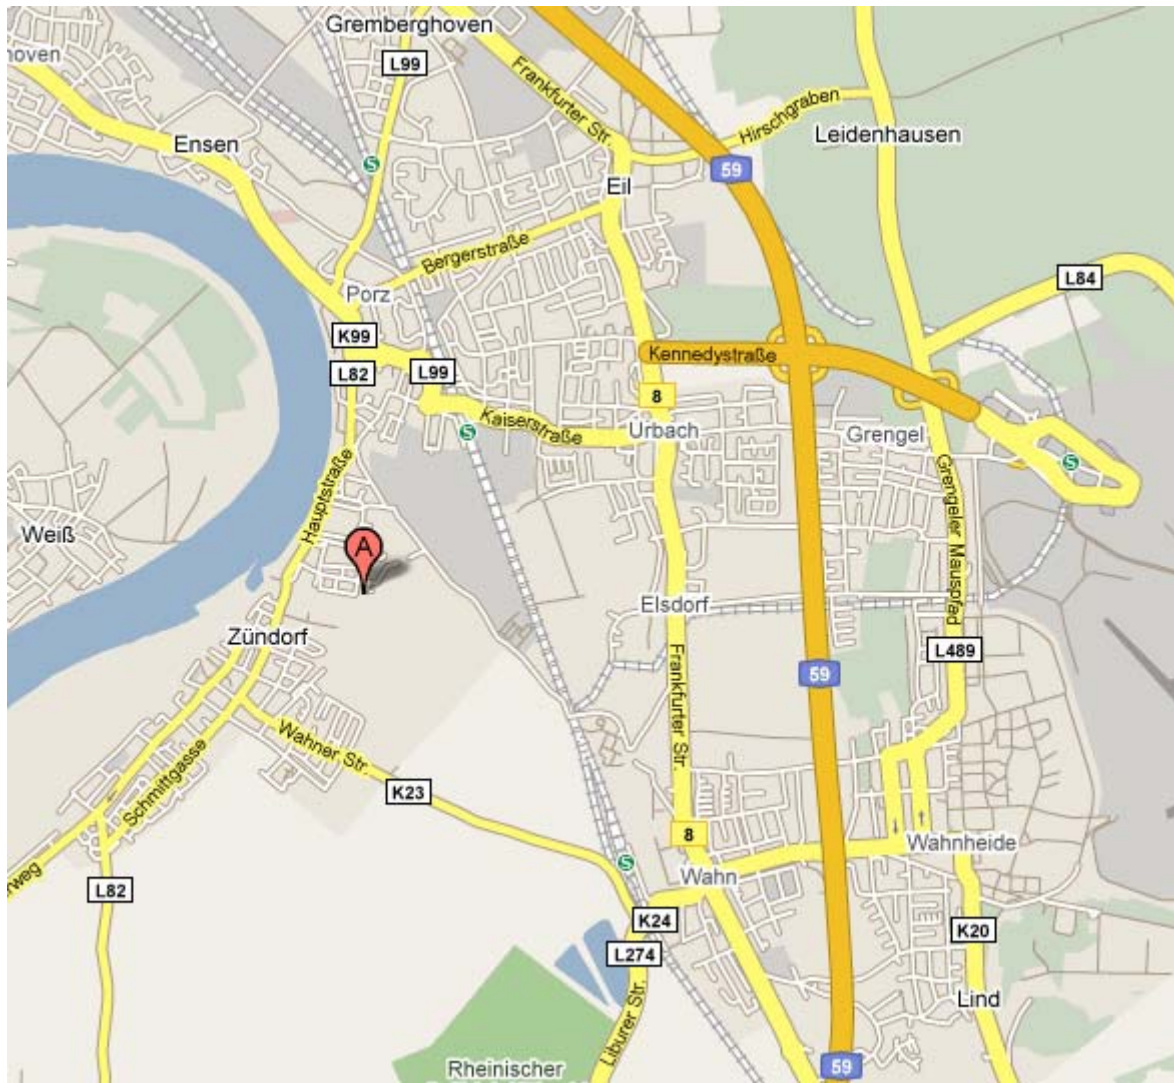 Gremberghoven
hoven
L99
Frankfurter Str.
Hirschgraben
Leidenhausen
Ensen
S
59
Eil
Bergerstraße
Porz
L84
K99
Kennedystraße
L82
L99
8
Kaiserstraße
S
Urbach
Grengel
S
Hauptstraße
Grengeler Mauspfad
Weiß
A
Elsdorf
Zündorf
L489
59
Frankfurter Str.
Wahner Str.
Schmittgasse
K23
8
Wahnheide
S
Wahn
erweg
L82
K24
K20
L274
Lind
Liburer Str.
Rheinischer
59